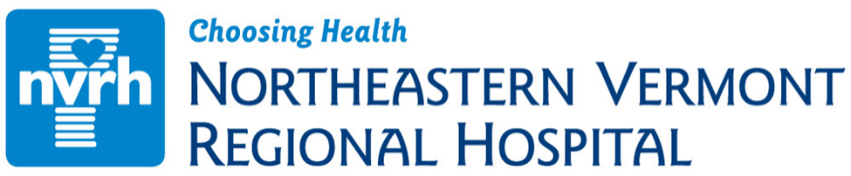 nvrh
Choosing Health
NORTHEASTERN VERMONT
REGIONAL HOSPITAL